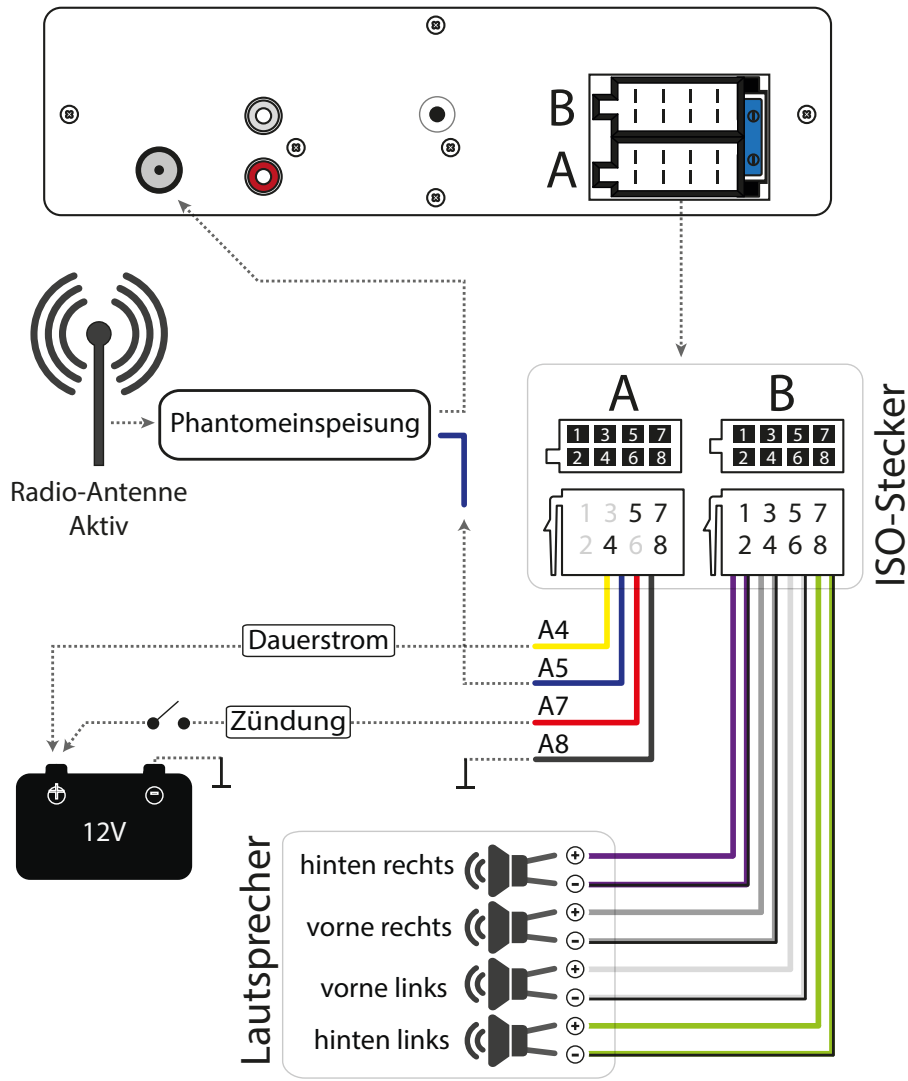 B
A
A B
1 3 5 7 1 3 5 7
2 4 6 8 2 4 6 8
1 3 5 7 1 3 5 7
2 4 6 8 2 4 6 8
ISO-Stecker
Phantomeinspeisung
Radio-Antenne
Aktiv
Dauerstrom
A4
A5
Zündung
A7
A8
+ -
12V
Lautsprecher
hinten rechts
+
-
vorne rechts
+
-
vorne links
+
-
hinten links
+
-